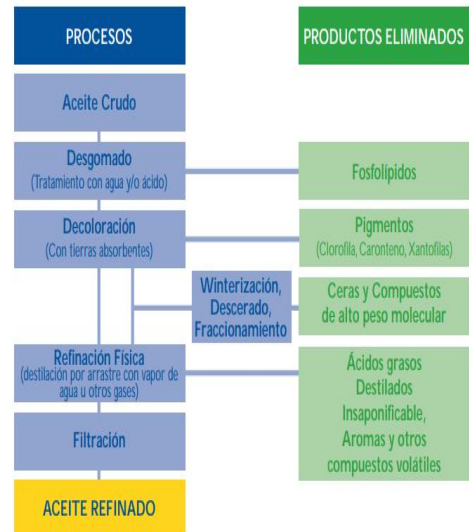 PROCESOS
PRODUCTOS ELIMINADOS
Aceite Crudo
Desgomado
(Tratamiento con agua y/o ácido)
Fosfolípidos
Decoloración
(Con tierras absorbentes)
Pigmentos
(Clorofila, Caronteno, Xantofilas)
Winterización,
Descerado,
Fraccionamiento
Ceras y Compuestos
de alto peso molecular
Refinación Física
(destilación por arrastre con vapor de
agua u otros gases)
Ácidos grasos
Destilados
Insaponificable,
Aromas y otros
compuestos volátiles
Filtración
ACEITE REFINADO